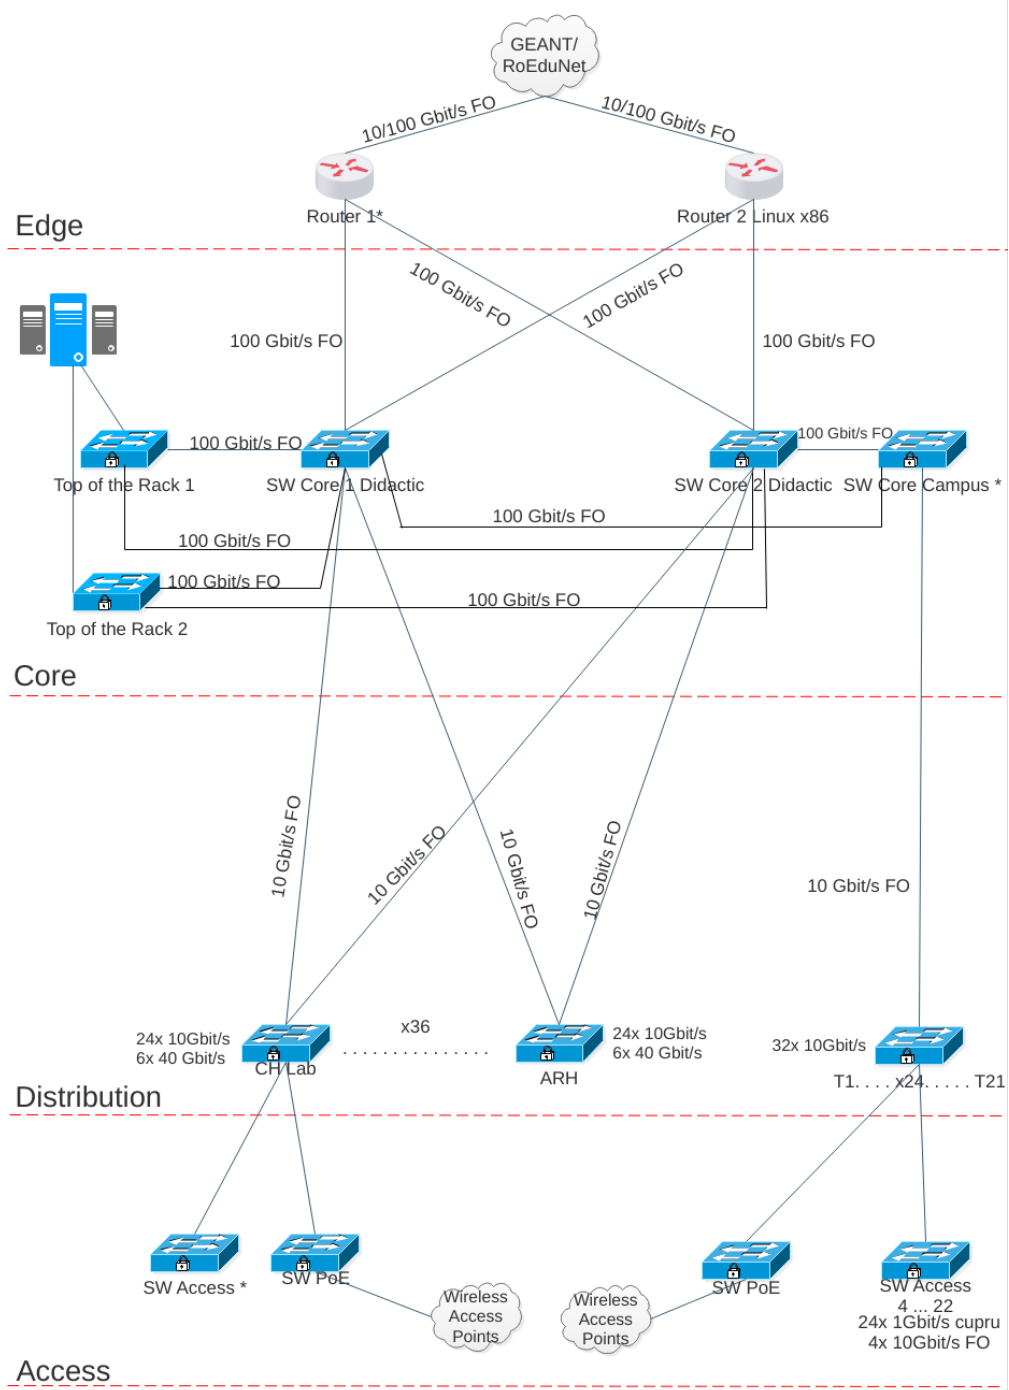 GEANT/
RoEduNet
10/100 Gbit/s FO
10/100 Gbit/s FO
Router 1*
Router 2 Linux x86
Edge
100 Gbit/s FO
100 Gbit/s FO
100 Gbit/s FO
100 Gbit/s FO
100 Gbit/s FO
100 Gbit/s FO
Top of the Rack 1
SW Core 1 Didactic
SW Core 2 Didactic
SW Core Campus *
100 Gbit/s FO
100 Gbit/s FO
100 Gbit/s FO
100 Gbit/s FO
Top of the Rack 2
Core
10 Gbit/s FO
10 Gbit/s FO
10 Gbit/s FO
10 Gbit/s FO
10 Gbit/s FO
24x 10Gbit/s
6x 40 Gbit/s
CH Lab
x36
. . . . . . . . . . . . . . .
24x 10Gbit/s
6x 40 Gbit/s
ARH
32x 10Gbit/s
T1. . . . x24. . . . . T21
Distribution
SW Access *
SW PoE
Wireless
Access
Points
Wireless
Access
Points
SW PoE
SW Access
4 ... 22
24x 1Gbit/s cupru
4x 10Gbit/s FO
Access